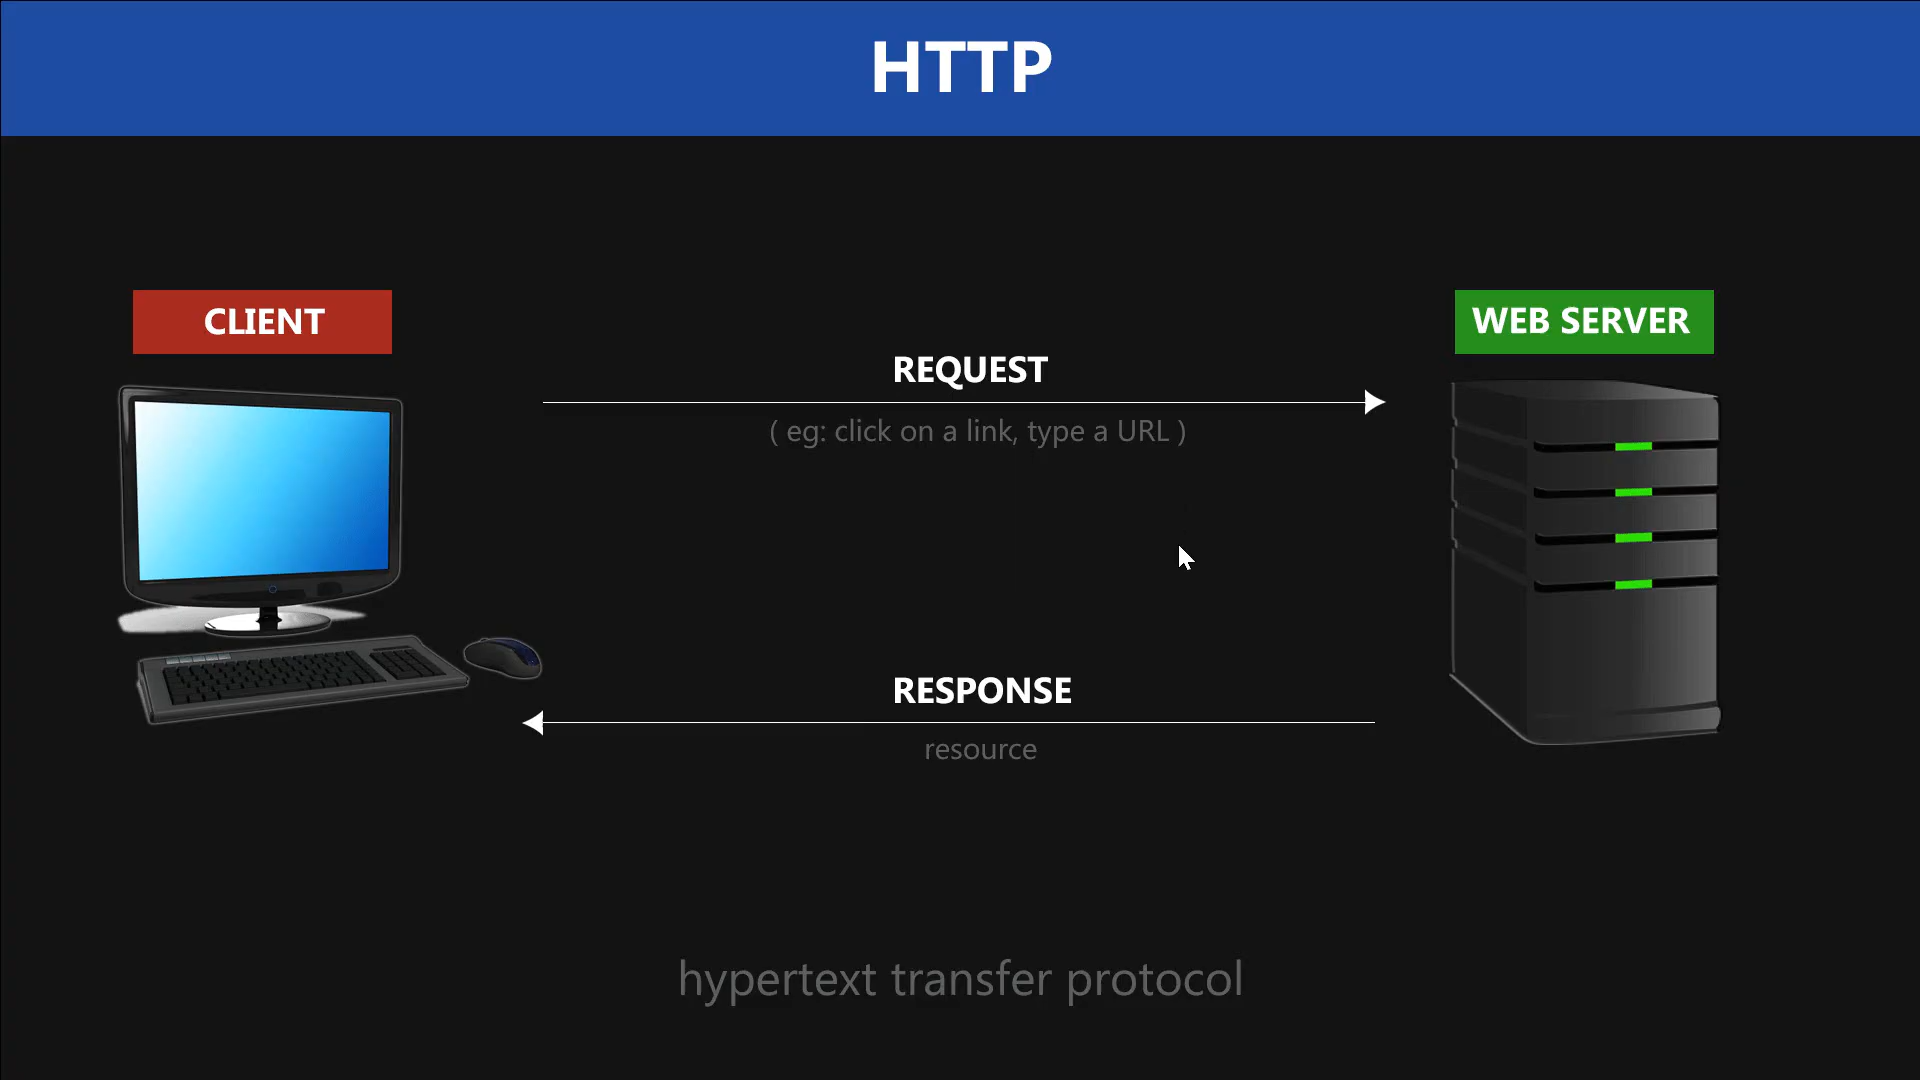 HTTP
CLIENT
WEB SERVER
REQUEST
( eg: click on a link, type a URL )
RESPONSE
resource
hypertext transfer protocol